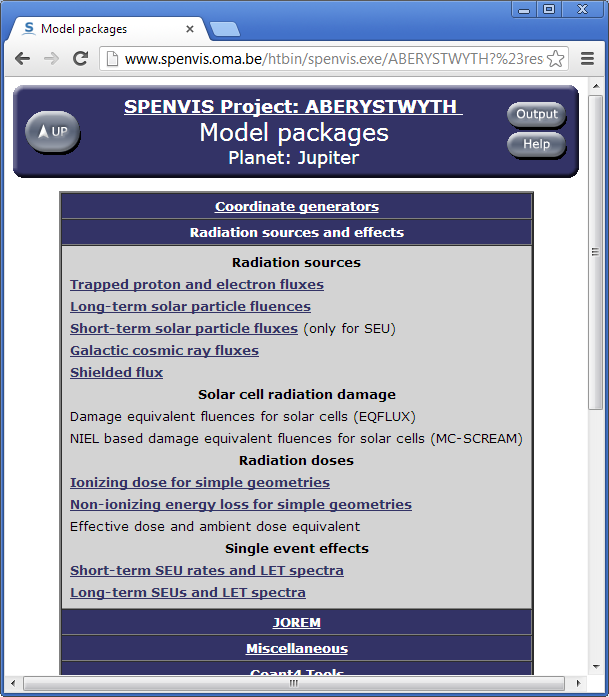 Model packages
www.spenvis.oma.be/htbin/spenvis.exe/ABERYSTWYTH?%23res
SPENVIS Project: ABERYSTWYTH
UP
Model packages
Planet: Jupiter
Output
Help
Coordinate generators
Radiation sources and effects
Radiation sources
Trapped proton and electron fluxes
Long-term solar particle fluences
Short-term solar particle fluxes (only for SEU)
Galactic cosmic ray fluxes
Shielded flux
Solar cell radiation damage
Damage equivalent fluences for solar cells (EQFLUX)
NIEL based damage equivalent fluences for solar cells (MC-SCREAM)
Radiation doses
Ionizing dose for simple geometries
Non-ionizing energy loss for simple geometries
Effective dose and ambient dose equivalent
Single event effects
Short-term SEU rates and LET spectra
Long-term SEUs and LET spectra
JOREM
Miscellaneous
Geant4 Tools